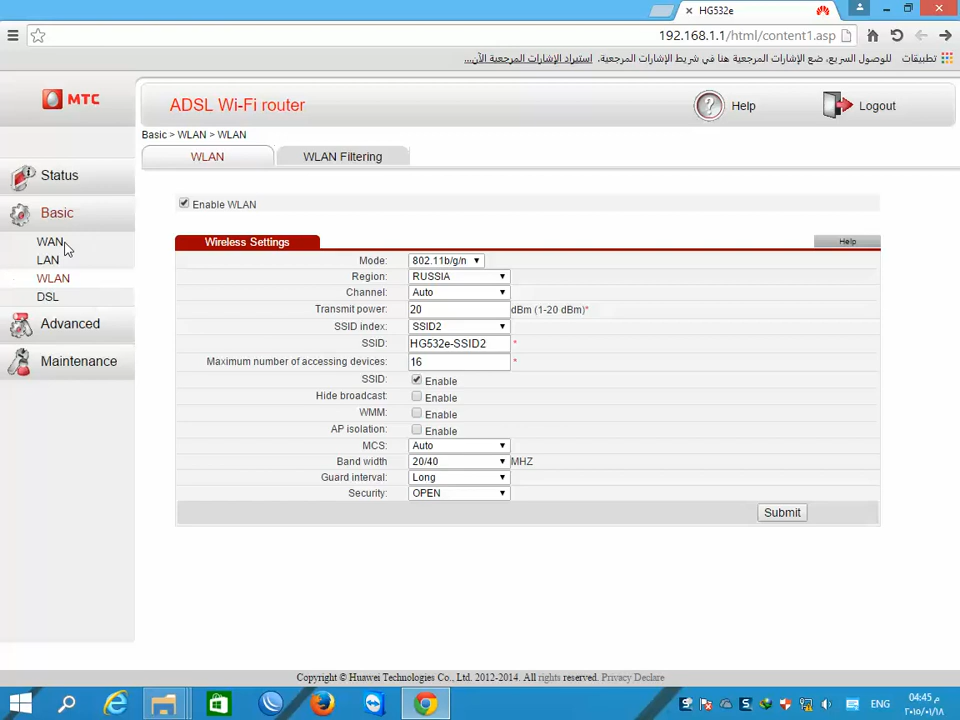 HG532e
192.168.1.1/html/content1.asp
تطبيقات للوصول السريع، ضع الإشارات المرجعية هنا في شريط الإشارات المرجعية. استيراد الإشارات المرجعية الآن...
МТС
ADSL Wi-Fi router
Help
Logout
Basic > WLAN > WLAN
WLAN
WLAN Filtering
Status
Basic
WAN
LAN
WLAN
DSL
Advanced
Maintenance
Enable WLAN
Wireless Settings
Help
Mode: 802.11b/g/n
Region: RUSSIA
Channel: Auto
Transmit power: 20 dBm (1-20 dBm)*
SSID index: SSID2
SSID: HG532e-SSID2 *
Maximum number of accessing devices: 16 *
SSID: Enable
Hide broadcast: Enable
WMM: Enable
AP isolation: Enable
MCS: Auto
Band width 20/40 MHZ
Guard interval: Long
Security: OPEN
Submit
Copyright © Huawei Technologies Co., Ltd. 2012-2014. All rights reserved. Privacy Declare
ENG
04:45 م
٢٠١٥/٠١/١٨